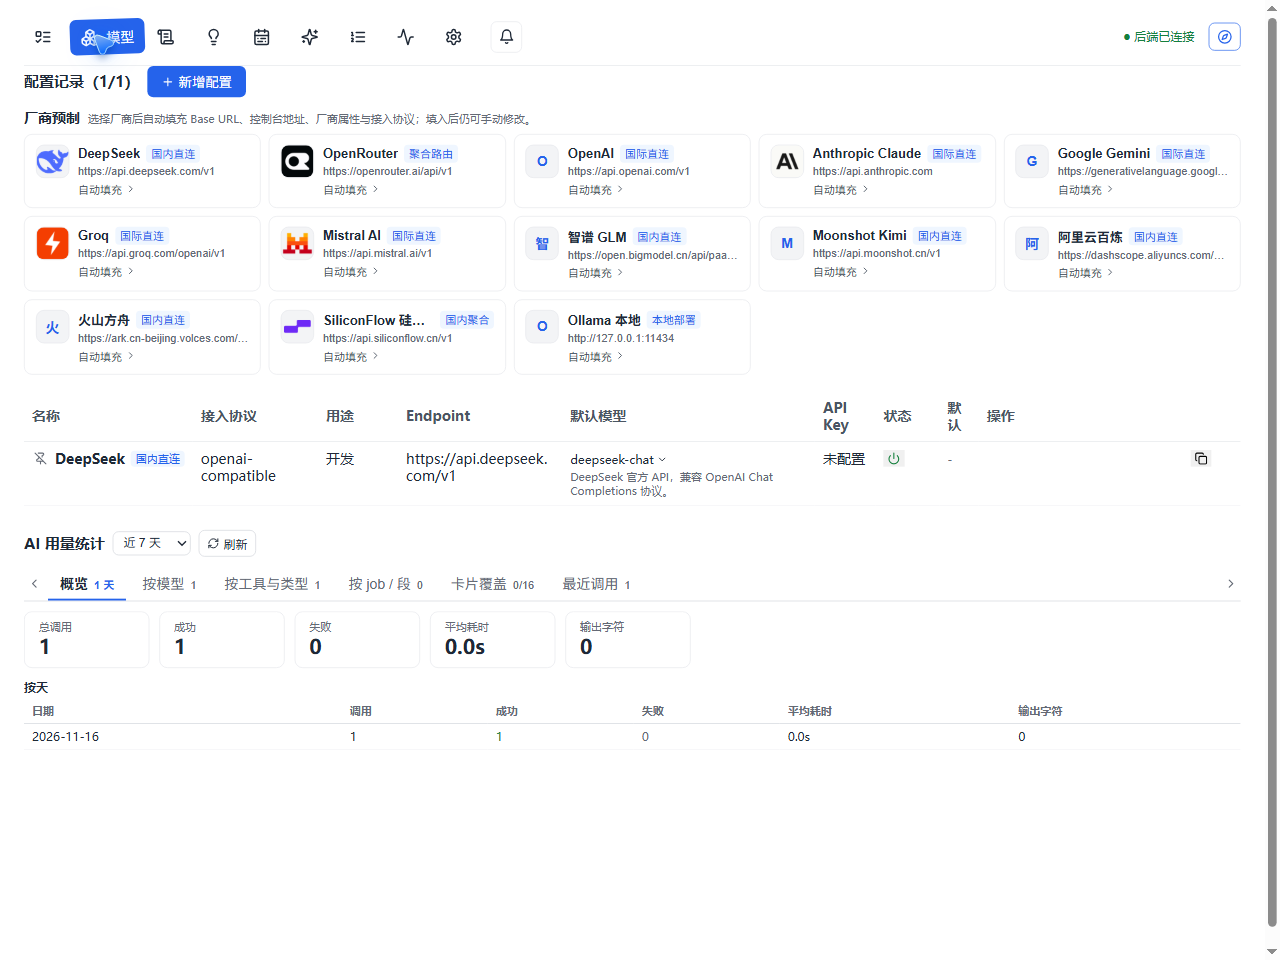 模型
后端已连接
配置记录 (1/1)
+ 新增配置
厂商预制 选择厂商后自动填充 Base URL、控制台地址、厂商属性与接入协议；填入后仍可手动修改。
DeepSeek 国内直连
https://api.deepseek.com/v1
自动填充
OpenRouter 聚合路由
https://openrouter.ai/api/v1
自动填充
O
OpenAI 国际直连
https://api.openai.com/v1
自动填充
Anthropic Claude 国际直连
https://api.anthropic.com
自动填充
G
Google Gemini 国际直连
https://generativelanguage.googl...
自动填充
Groq 国际直连
https://api.groq.com/openai/v1
自动填充
Mistral AI 国际直连
https://api.mistral.ai/v1
自动填充
智
智谱 GLM 国内直连
https://open.bigmodel.cn/api/paa...
自动填充
M
Moonshot Kimi 国内直连
https://api.moonshot.cn/v1
自动填充
阿
阿里云百炼 国内直连
https://dashscope.aliyuncs.com/...
自动填充
火
火山方舟 国内直连
https://ark.cn-beijing.volces.com/...
自动填充
SiliconFlow 硅... 国内聚合
https://api.siliconflow.cn/v1
自动填充
O
Ollama 本地 本地部署
http://127.0.0.1:11434
自动填充
名称 接入协议 用途 Endpoint 默认模型 API Key 状态 默认 操作
DeepSeek 国内直连 openai-compatible 开发 https://api.deepseek.com/v1 deepseek-chat 未配置 -
DeepSeek 官方 API，兼容 OpenAI Chat
Completions 协议。
AI 用量统计 近 7 天 刷新
概览 1 天 按模型 1 按工具与类型 1 按 job / 段 0 卡片覆盖 0/16 最近调用 1
总调用
1
成功
1
失败
0
平均耗时
0.0s
输出字符
0
按天
日期 调用 成功 失败 平均耗时 输出字符
2026-11-16 1 1 0 0.0s 0